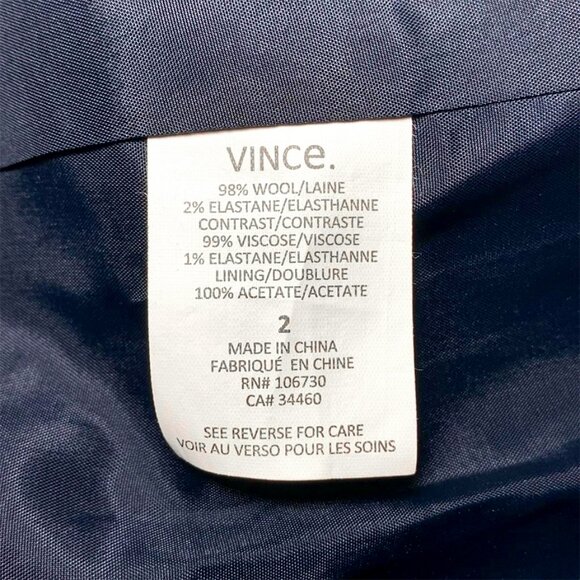 VINCe.
98% WOOL/LAINE
2% ELASTANE/ELASTHANNE
CONTRAST/CONTRASTE
99% VISCOSE/VISCOSE
1% ELASTANE/ELASTHANNE
LINING/DOUBLURE
100% ACETATE/ACETATE
2
MADE IN CHINA
FABRIQUÉ EN CHINE
RN# 106730
CA# 34460
SEE REVERSE FOR CARE
VOIR AU VERSO POUR LES SOINS